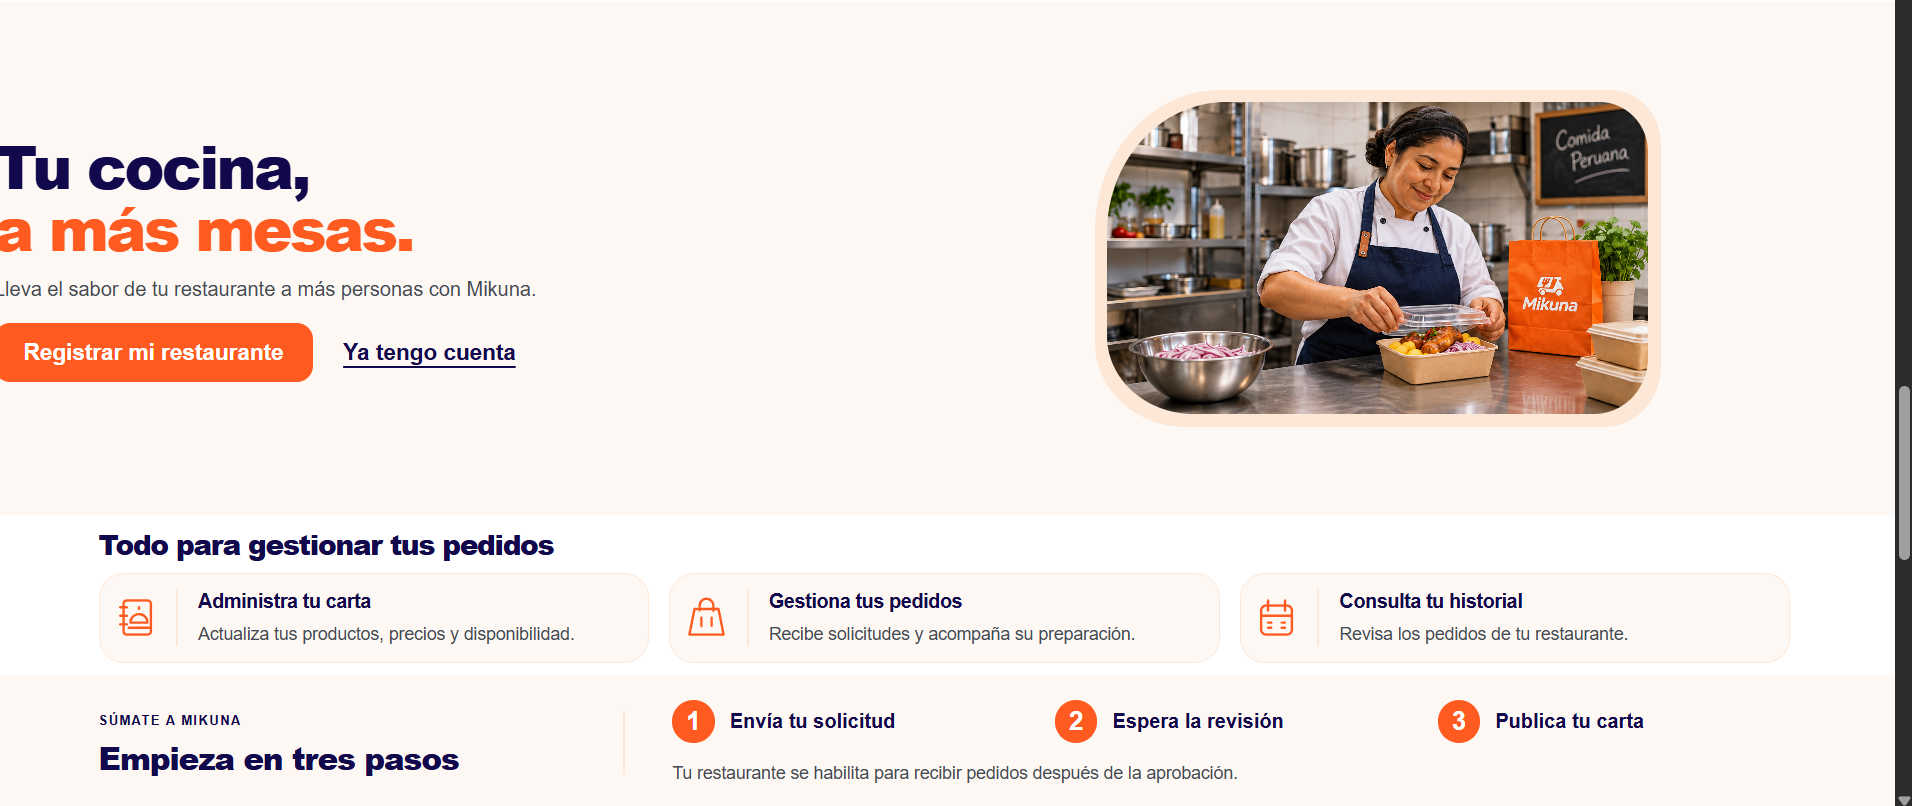 Tu cocina,
a más mesas.
Lleva el sabor de tu restaurante a más personas con Mikuna.
Registrar mi restaurante
Ya tengo cuenta
Comida
Peruana
Mikuna
Todo para gestionar tus pedidos
Administra tu carta
Actualiza tus productos, precios y disponibilidad.
Gestiona tus pedidos
Recibe solicitudes y acompaña su preparación.
Consulta tu historial
Revisa los pedidos de tu restaurante.
SÚMATE A MIKUNA
Empieza en tres pasos
1 Envía tu solicitud
2 Espera la revisión
3 Publica tu carta
Tu restaurante se habilita para recibir pedidos después de la aprobación.